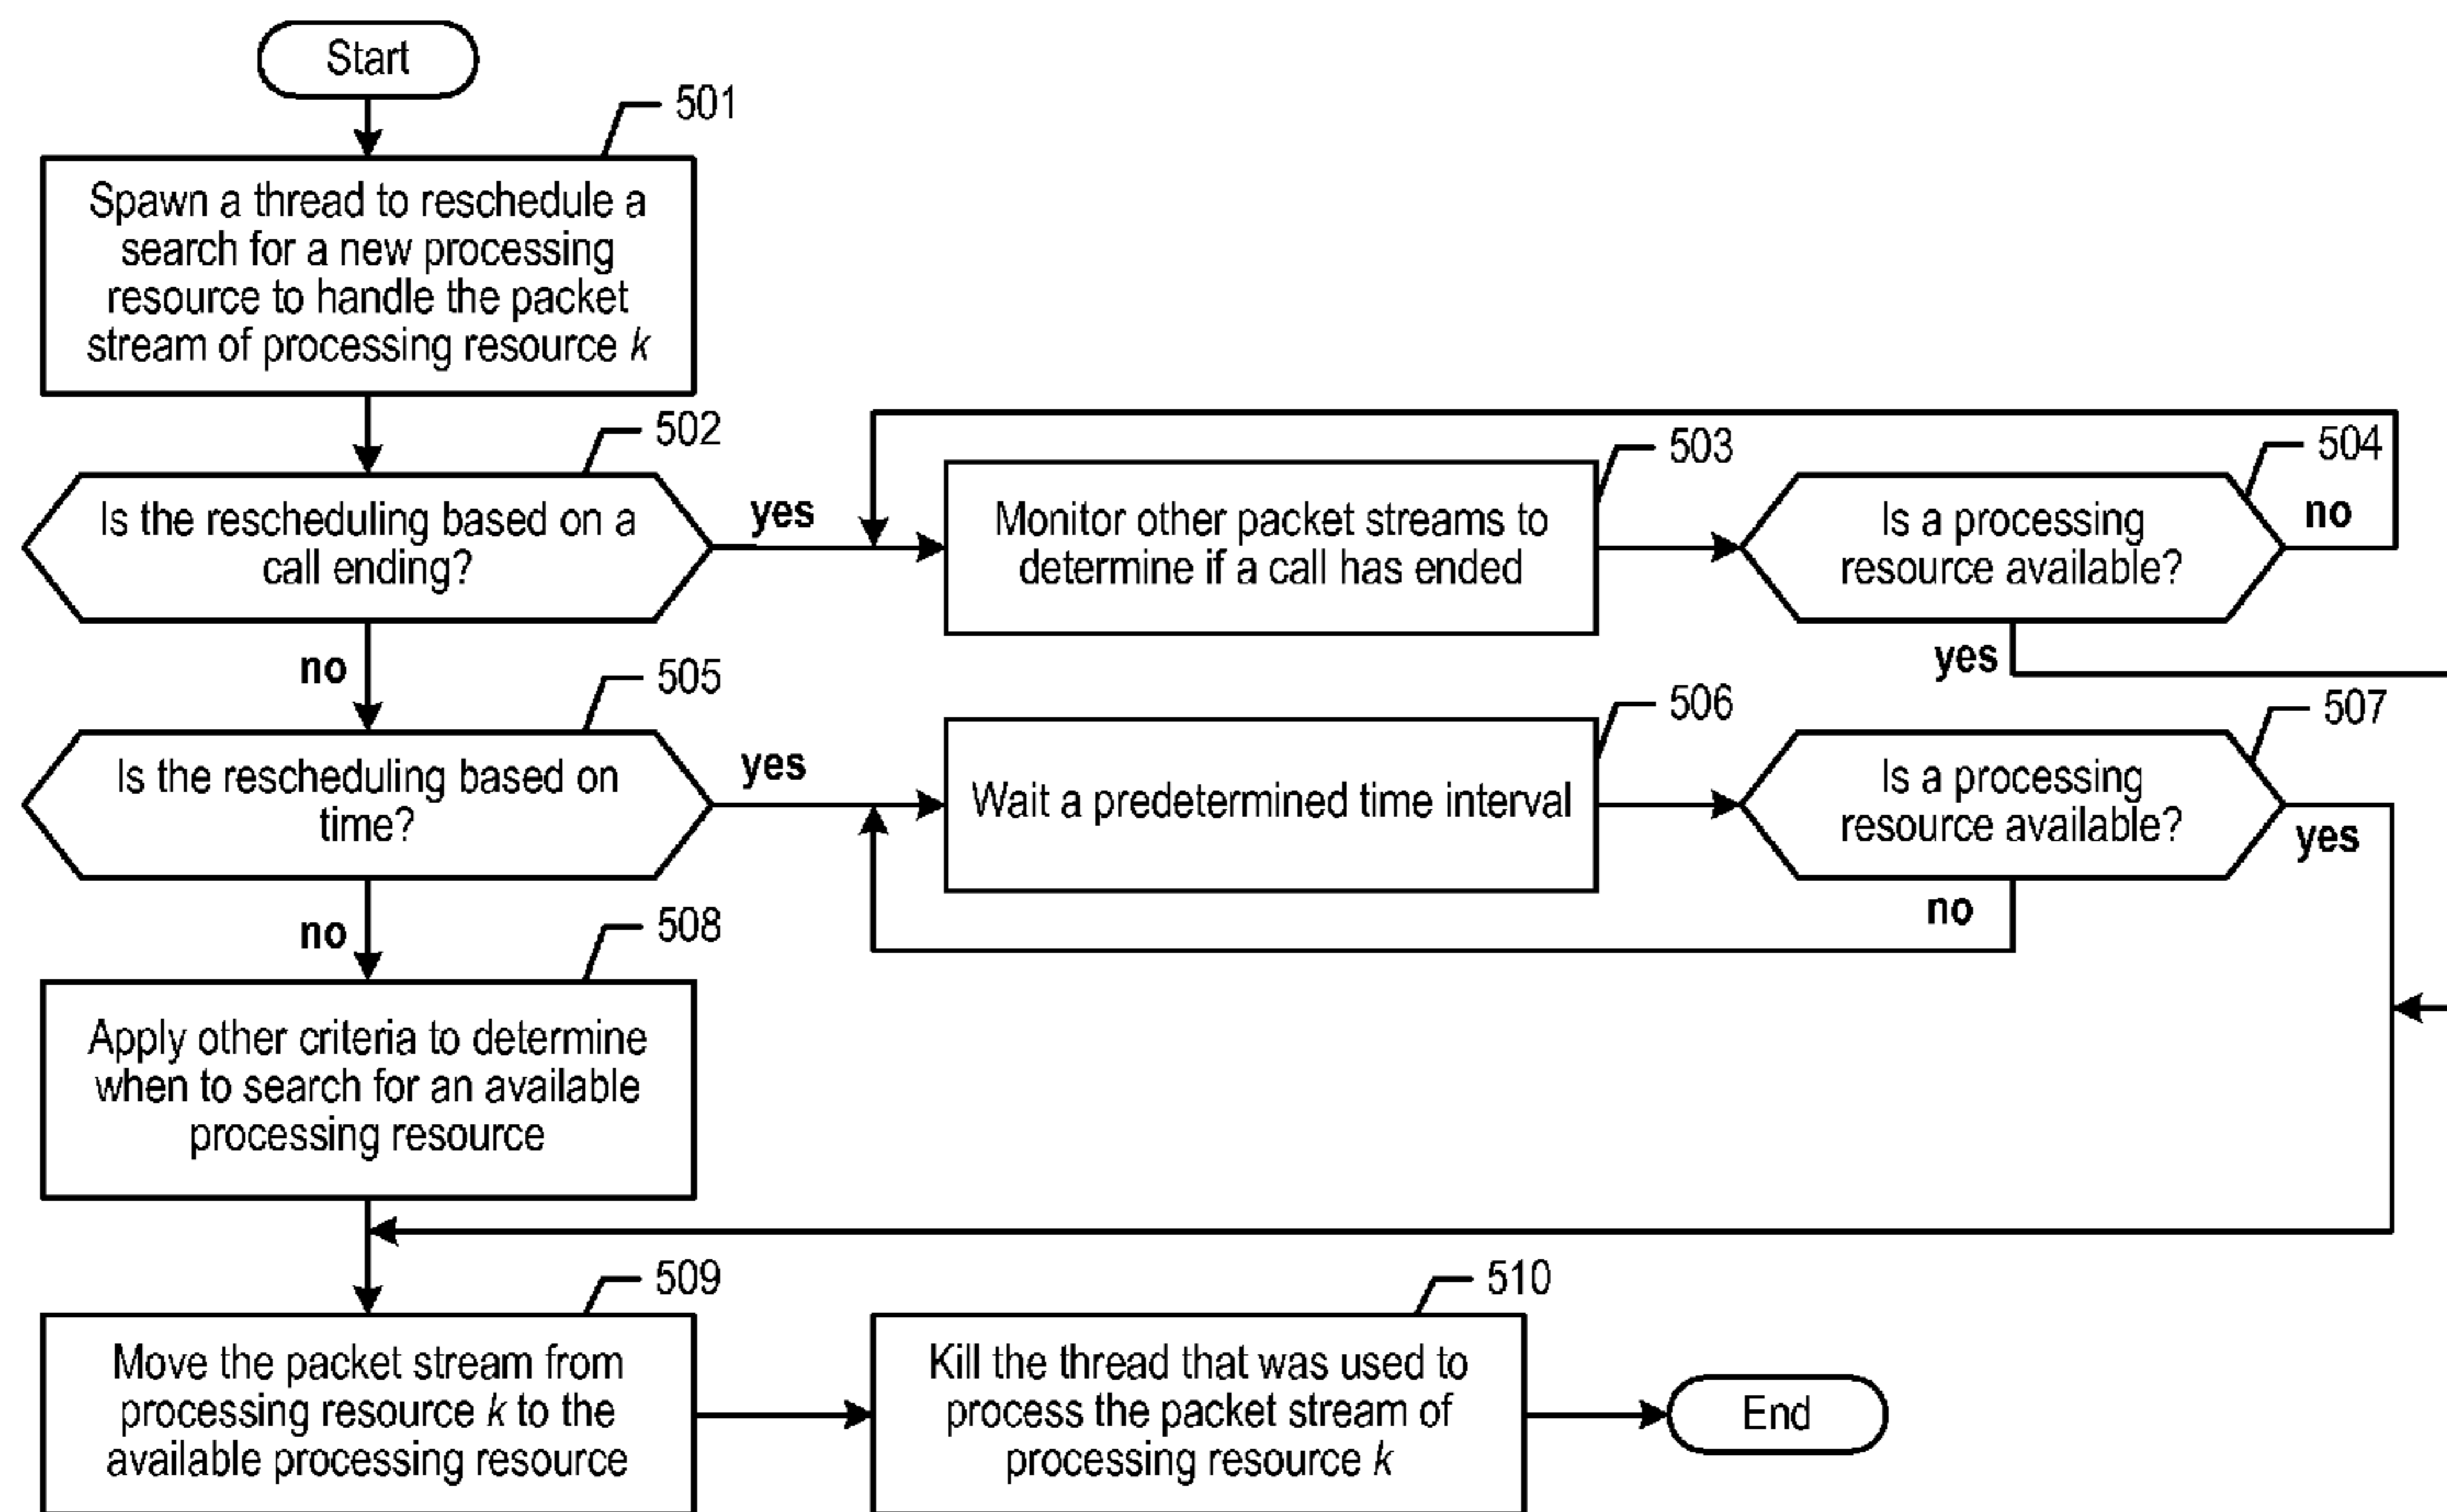 Start
501
Spawn a thread to reschedule a
search for a new processing
resource to handle the packet
stream of processing resource k
502
Is the rescheduling based on a
call ending?
yes
503
Monitor other packet streams to
determine if a call has ended
504
Is a processing
resource available?
no
yes
no
505
Is the rescheduling based on
time?
yes
506
Wait a predetermined time interval
507
Is a processing
resource available?
yes
no
no
508
Apply other criteria to determine
when to search for an available
processing resource
509
Move the packet stream from
processing resource k to the
available processing resource
510
Kill the thread that was used to
process the packet stream of
processing resource k
End